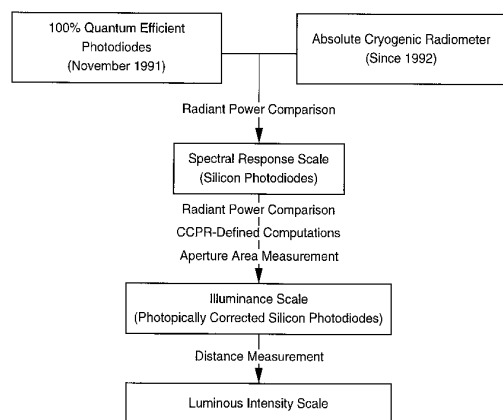 100% Quantum Efficient
Photodiodes
(November 1991)
Absolute Cryogenic Radiometer
(Since 1992)
Radiant Power Comparison
Spectral Response Scale
(Silicon Photodiodes)
Radiant Power Comparison
CCPR-Defined Computations
Aperture Area Measurement
Illuminance Scale
(Photopically Corrected Silicon Photodiodes)
Distance Measurement
Luminous Intensity Scale